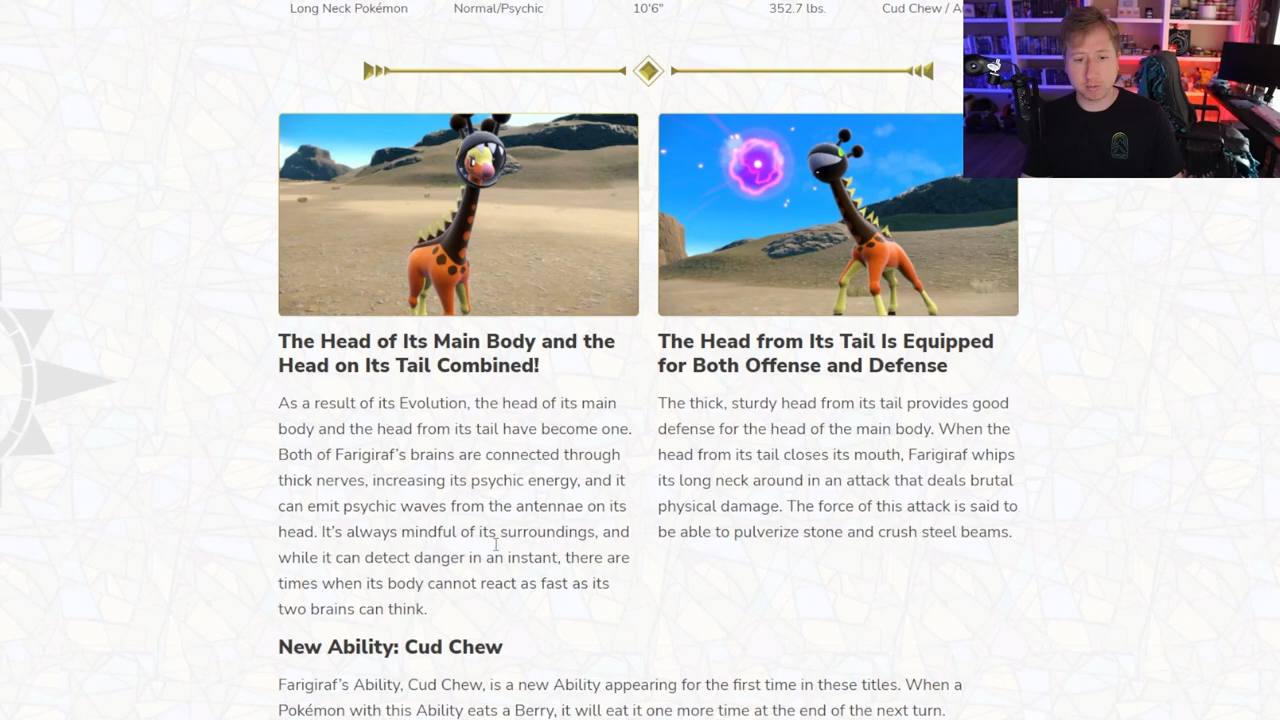 Long Neck Pokémon Normal/Psychic 10'6" 352.7 lbs. Cud Chew /
The Head of Its Main Body and the
Head on Its Tail Combined!
As a result of its Evolution, the head of its main
body and the head from its tail have become one.
Both of Farigiraf’s brains are connected through
thick nerves, increasing its psychic energy, and it
can emit psychic waves from the antennae on its
head. It’s always mindful of its surroundings, and
while it can detect danger in an instant, there are
times when its body cannot react as fast as its
two brains can think.
The Head from Its Tail Is Equipped
for Both Offense and Defense
The thick, sturdy head from its tail provides good
defense for the head of the main body. When the
head from its tail closes its mouth, Farigiraf whips
its long neck around in an attack that deals brutal
physical damage. The force of this attack is said to
be able to pulverize stone and crush steel beams.
New Ability: Cud Chew
Farigiraf’s Ability, Cud Chew, is a new Ability appearing for the first time in these titles. When a
Pokémon with this Ability eats a Berry, it will eat it one more time at the end of the next turn.